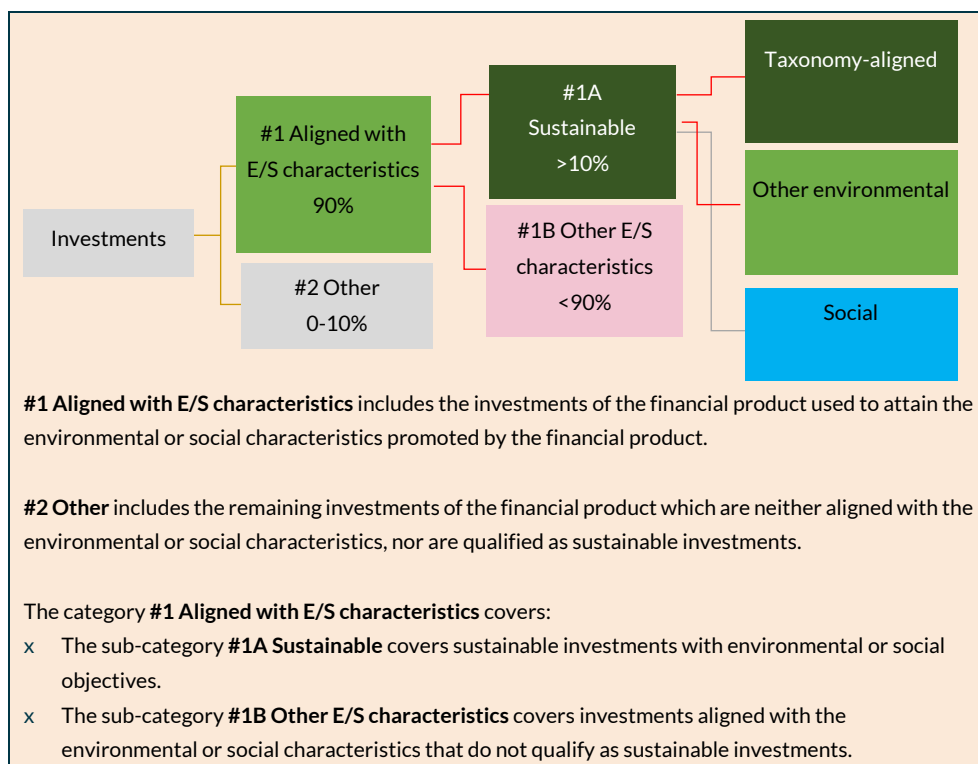 Investments
#1 Aligned with
E/S characteristics
90%
#2 Other
0-10%
#1A
Sustainable
>10%
#1B Other E/S
characteristics
<90%
Taxonomy-aligned
Other environmental
Social
#1 Aligned with E/S characteristics includes the investments of the financial product used to attain the
environmental or social characteristics promoted by the financial product.
#2 Other includes the remaining investments of the financial product which are neither aligned with the
environmental or social characteristics, nor are qualified as sustainable investments.
The category #1 Aligned with E/S characteristics covers:
x The sub-category #1A Sustainable covers sustainable investments with environmental or social
objectives.
x The sub-category #1B Other E/S characteristics covers investments aligned with the
environmental or social characteristics that do not qualify as sustainable investments.